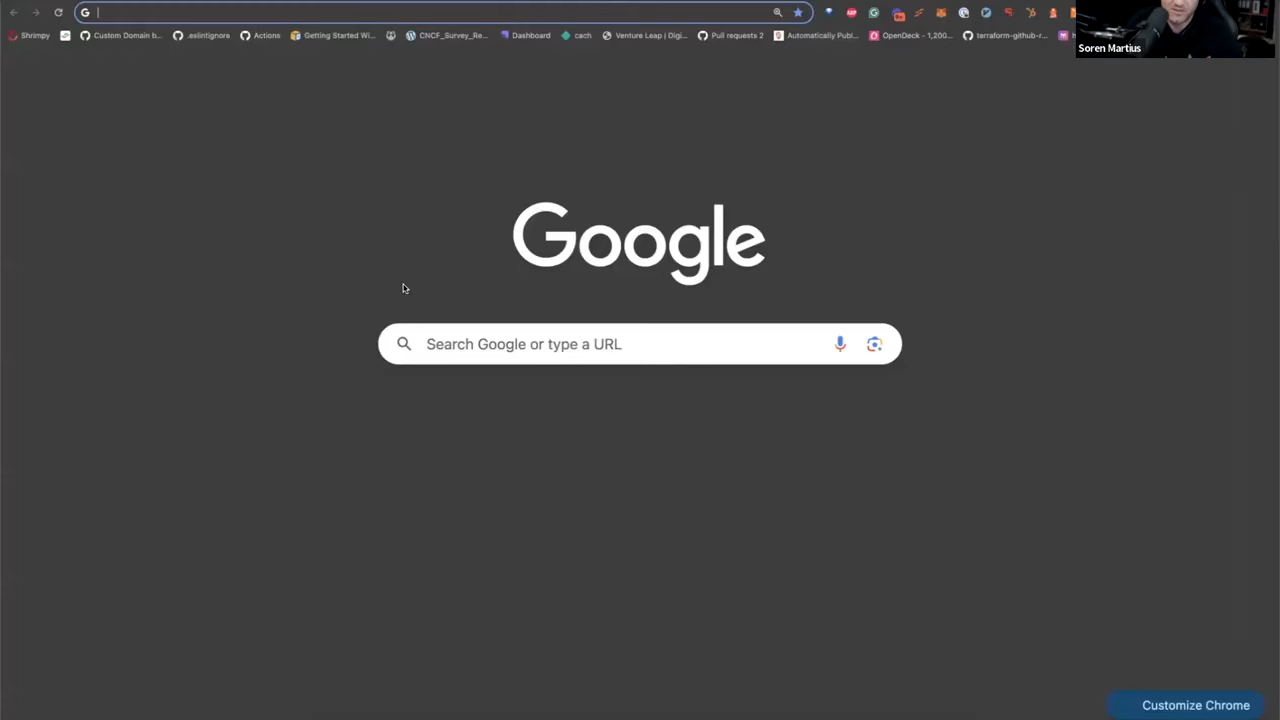 Shrimpy
Custom Domain b...
.eslintignore
Actions
Getting Started Wi...
CNCF_Survey_Re...
Dashboard
cach
Venture Leap | Digi...
Pull requests 2
Automatically Publ...
OpenDeck - 1,200...
terraform-github-r...
Soren Martius
Google
Search Google or type a URL
Customize Chrome